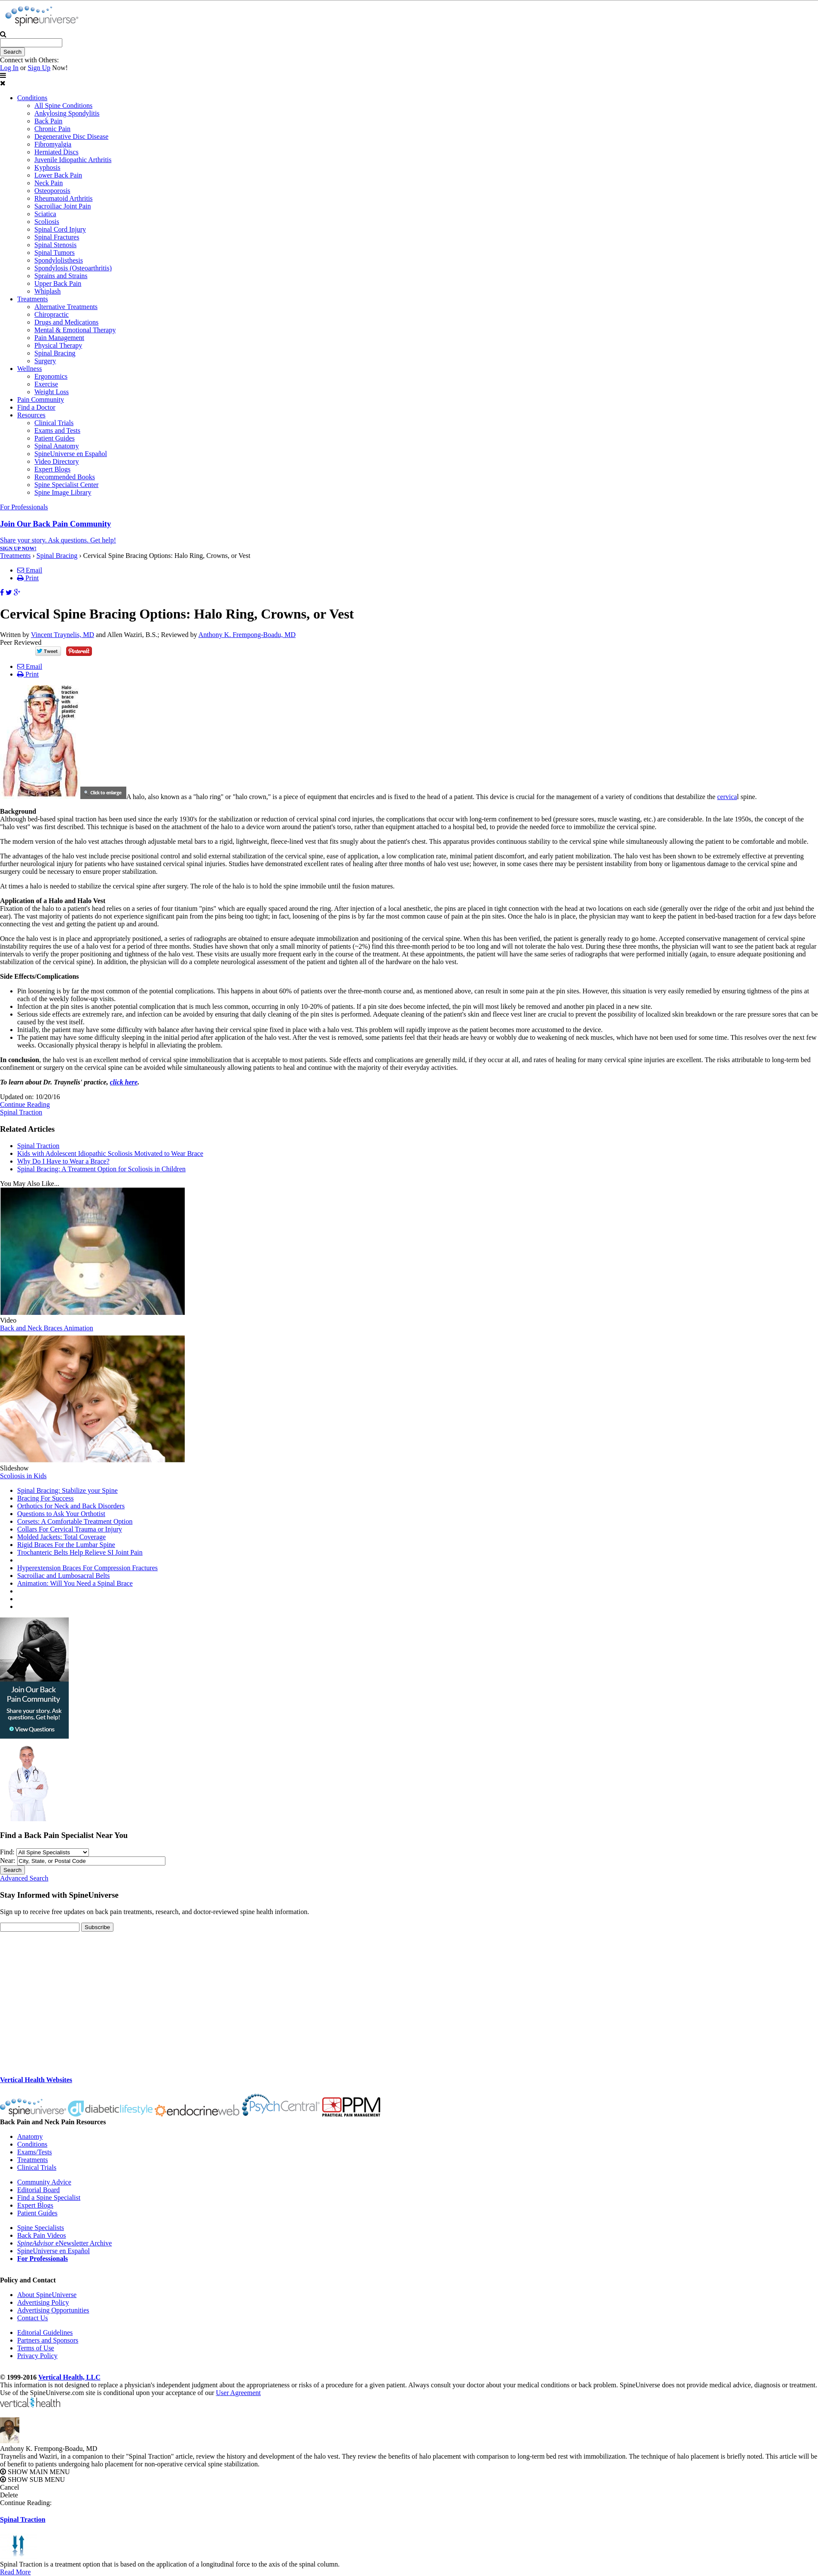 spineuniverse
Search
Connect with Others:
Log In or Sign Up Now!
Conditions
All Spine Conditions
Ankylosing Spondylitis
Back Pain
Chronic Pain
Degenerative Disc Disease
Fibromyalgia
Herniated Discs
Juvenile Idiopathic Arthritis
Kyphosis
Lower Back Pain
Neck Pain
Osteoporosis
Rheumatoid Arthritis
Sacroiliac Joint Pain
Sciatica
Scoliosis
Spinal Cord Injury
Spinal Fractures
Spinal Stenosis
Spinal Tumors
Spondylolisthesis
Spondylosis (Osteoarthritis)
Sprains and Strains
Upper Back Pain
Whiplash
Treatments
Alternative Treatments
Chiropractic
Drugs and Medications
Mental & Emotional Therapy
Pain Management
Physical Therapy
Spinal Bracing
Surgery
Wellness
Ergonomics
Exercise
Weight Loss
Pain Community
Find a Doctor
Resources
Clinical Trials
Exams and Tests
Patient Guides
Spinal Anatomy
SpineUniverse en Español
Video Directory
Expert Blogs
Recommended Books
Spine Specialist Center
Spine Image Library
For Professionals
Join Our Back Pain Community
Share your story. Ask questions. Get help!
SIGN UP NOW!
Treatments › Spinal Bracing › Cervical Spine Bracing Options: Halo Ring, Crowns, or Vest
Email
Print
Cervical Spine Bracing Options: Halo Ring, Crowns, or Vest
Written by Vincent Traynelis, MD and Allen Waziri, B.S.; Reviewed by Anthony K. Frempong-Boadu, MD
Peer Reviewed
Tweet Pinterest
Email
Print
Halo
traction
brace
with
padded
plastic
jacket
Click to enlarge A halo, also known as a "halo ring" or "halo crown," is a piece of equipment that encircles and is fixed to the head of a patient. This device is crucial for the management of a variety of conditions that destabilize the cervical spine.
Background
Although bed-based spinal traction has been used since the early 1930's for the stabilization or reduction of cervical spinal cord injuries, the complications that occur with long-term confinement to bed (pressure sores, muscle wasting, etc.) are considerable. In the late 1950s, the concept of the
"halo vest" was first described. This technique is based on the attachment of the halo to a device worn around the patient's torso, rather than equipment attached to a hospital bed, to provide the needed force to immobilize the cervical spine.
The modern version of the halo vest attaches through adjustable metal bars to a rigid, lightweight, fleece-lined vest that fits snugly about the patient's chest. This apparatus provides continuous stability to the cervical spine while simultaneously allowing the patient to be comfortable and mobile.
The advantages of the halo vest include precise positional control and solid external stabilization of the cervical spine, ease of application, a low complication rate, minimal patient discomfort, and early patient mobilization. The halo vest has been shown to be extremely effective at preventing
further neurological injury for patients who have sustained cervical spinal injuries. Studies have demonstrated excellent rates of healing of these injuries after three months of halo vest use; however, in some cases there may be persistent instability from bony or ligamentous damage to the cervical spine and
surgery could be necessary to ensure proper stabilization.
At times a halo is needed to stabilize the cervical spine after surgery. The role of the halo is to hold the spine immobile until the fusion matures.
Application of a Halo and Halo Vest
Fixation of the halo to a patient's head relies on a series of four titanium "pins" which are equally spaced around the ring. After injection of a local anesthetic, the pins are placed in tight connection with the head at two locations on each side (generally over the ridge of the orbit and just behind the
ear). The vast majority of patients do not experience significant pain from the pins being too tight; in fact, loosening of the pins is by far the most common cause of pain at the pin sites. Once the halo is in place, the physician may want to keep the patient in bed-based traction for a few days before
connecting the vest and getting the patient up and around.
Once the halo vest is in place and appropriately positioned, a series of radiographs are obtained to ensure adequate immobilization and positioning of the cervical spine. When this has been verified, the patient is generally ready to go home. Accepted conservative management of cervical spine
instability requires the use of a halo vest for a period of three months. Some studies have shown that only a small minority of patients (~2%) find this three-month period to be too long and will not tolerate the halo vest. During these three months, the physician will want to see the patient back at regular
intervals to verify the proper positioning and tightness of the halo vest. These visits are usually more frequent early in the course of the treatment. At these appointments, the patient will have the same series of radiographs that were performed initially (again, to ensure adequate positioning and
stabilization of the cervical spine). In addition, the physician will do a complete neurological assessment of the patient and tighten all of the hardware on the halo vest.
Side Effects/Complications
Pin loosening is by far the most common of the potential complications. This happens in about 60% of patients over the three-month course and, as mentioned above, can result in some pain at the pin sites. However, this situation is very easily remedied by ensuring tightness of the pins at
each of the weekly follow-up visits.
Infection at the pin sites is another potential complication that is much less common, occurring in only 10-20% of patients. If a pin site does become infected, the pin will most likely be removed and another pin placed in a new site.
Serious side effects are extremely rare, and infection can be avoided by ensuring that daily cleaning of the pin sites is performed. Adequate cleaning of the patient's skin and fleece vest liner are crucial to prevent the possibility of localized skin breakdown or the rare pressure sores that can be
caused by the vest itself.
Initially, the patient may have some difficulty with balance after having their cervical spine fixed in place with a halo vest. This problem will rapidly improve as the patient becomes more accustomed to the device.
The patient may have some difficulty sleeping in the initial period after application of the halo vest. After the vest is removed, some patients feel that their heads are heavy or wobbly due to weakening of neck muscles, which have not been used for some time. This resolves over the next few
weeks. Occasionally physical therapy is helpful in alleviating the problem.
In conclusion, the halo vest is an excellent method of cervical spine immobilization that is acceptable to most patients. Side effects and complications are generally mild, if they occur at all, and rates of healing for many cervical spine injuries are excellent. The risks attributable to long-term bed
confinement or surgery of the cervical spine can be avoided while simultaneously allowing patients to heal and continue with the majority of their everyday activities.
To learn about Dr. Traynelis' practice, click here.
Updated on: 10/20/16
Continue Reading
Spinal Traction
Related Articles
Spinal Traction
Kids with Adolescent Idiopathic Scoliosis Motivated to Wear Brace
Why Do I Have to Wear a Brace?
Spinal Bracing: A Treatment Option for Scoliosis in Children
You May Also Like...
Video
Back and Neck Braces Animation
Slideshow
Scoliosis in Kids
Spinal Bracing: Stabilize your Spine
Bracing For Success
Orthotics for Neck and Back Disorders
Questions to Ask Your Orthotist
Corsets: A Comfortable Treatment Option
Collars For Cervical Trauma or Injury
Molded Jackets: Total Coverage
Rigid Braces For the Lumbar Spine
Trochanteric Belts Help Relieve SI Joint Pain
Hyperextension Braces For Compression Fractures
Sacroiliac and Lumbosacral Belts
Animation: Will You Need a Spinal Brace
Join Our Back
Pain Community
Share your story. Ask
questions. Get help!
View Questions
Find a Back Pain Specialist Near You
Find: All Spine Specialists
Near: City, State, or Postal Code
Search
Advanced Search
Stay Informed with SpineUniverse
Sign up to receive free updates on back pain treatments, research, and doctor-reviewed spine health information.
Subscribe
Vertical Health Websites
spineuniverse dL diabeticlifestyle endocrineweb PsychCentral PPM PRACTICAL PAIN MANAGEMENT
Back Pain and Neck Pain Resources
Anatomy
Conditions
Exams/Tests
Treatments
Clinical Trials
Community Advice
Editorial Board
Find a Spine Specialist
Expert Blogs
Patient Guides
Spine Specialists
Back Pain Videos
SpineAdvisor eNewsletter Archive
SpineUniverse en Español
For Professionals
Policy and Contact
About SpineUniverse
Advertising Policy
Advertising Opportunities
Contact Us
Editorial Guidelines
Partners and Sponsors
Terms of Use
Privacy Policy
© 1999-2016 Vertical Health, LLC
This information is not designed to replace a physician's independent judgment about the appropriateness or risks of a procedure for a given patient. Always consult your doctor about your medical conditions or back problem. SpineUniverse does not provide medical advice, diagnosis or treatment.
Use of the SpineUniverse.com site is conditional upon your acceptance of our User Agreement
vertical health
Anthony K. Frempong-Boadu, MD
Traynelis and Waziri, in a companion to their "Spinal Traction" article, review the history and development of the halo vest. They review the benefits of halo placement with comparison to long-term bed rest with immobilization. The technique of halo placement is briefly noted. This article will be
of benefit to patients undergoing halo placement for non-operative cervical spine stabilization.
SHOW MAIN MENU
SHOW SUB MENU
Cancel
Delete
Continue Reading:
Spinal Traction
Spinal Traction is a treatment option that is based on the application of a longitudinal force to the axis of the spinal column.
Read More